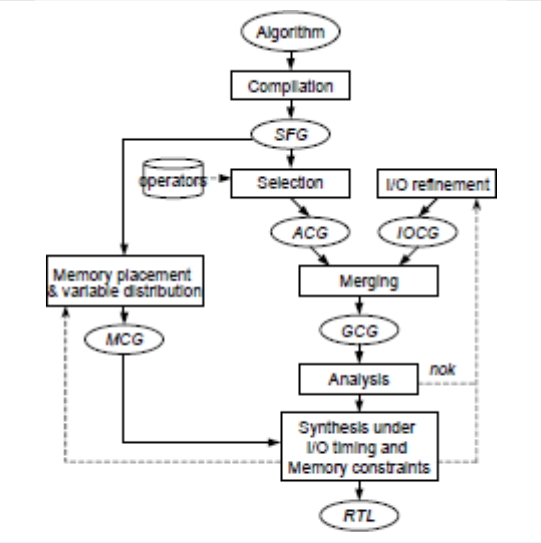 Algorithm
Compilation
SFG
operators
Selection
I/O refinement
ACG
IOCG
Memory placement
& variable distribution
Merging
MCG
GCG
nok
Analysis
Synthesis under
I/O timing and
Memory constraints
RTL